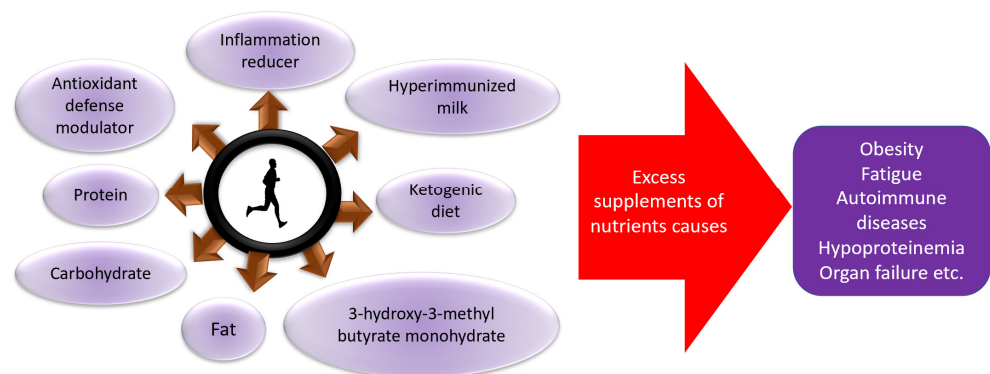 Inflammation
reducer
Antioxidant
defense
modulator
Hyperimmunized
milk
Protein
Ketogenic
diet
Carbohydrate
Fat
3-hydroxy-3-methyl
butyrate monohydrate
Excess
supplements of
nutrients causes
Obesity
Fatigue
Autoimmune
diseases
Hypoproteinemia
Organ failure etc.